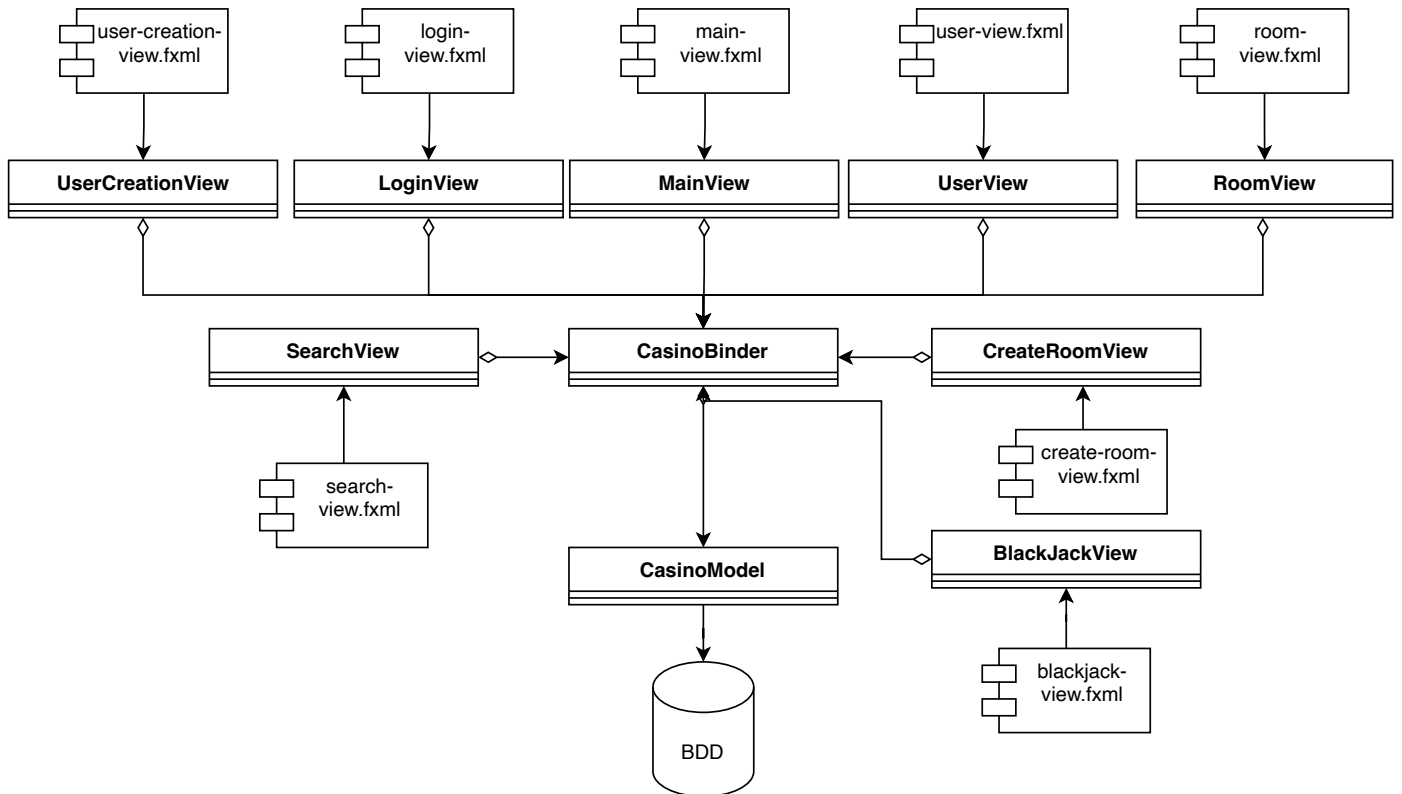 user-creation-
view.fxml
login-
view.fxml
main-
view.fxml
user-view.fxml
room-
view.fxml
UserCreationView
LoginView
MainView
UserView
RoomView
SearchView
CasinoBinder
CreateRoomView
create-room-
view.fxml
search-
view.fxml
BlackJackView
CasinoModel
blackjack-
view.fxml
BDD